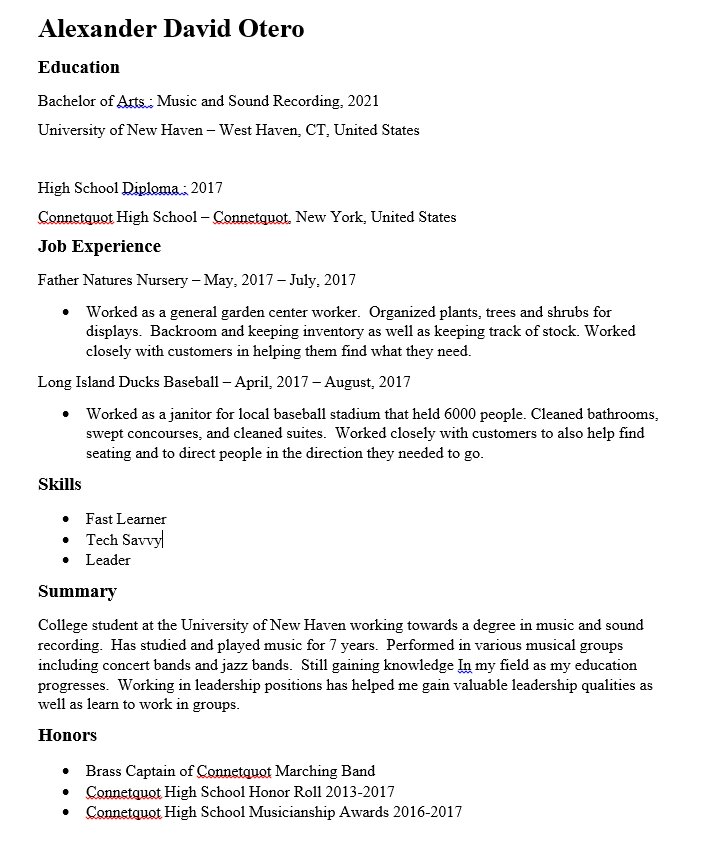 Alexander David Otero
Education
Bachelor of Arts : Music and Sound Recording, 2021
University of New Haven – West Haven, CT, United States
High School Diploma : 2017
Connetquot High School – Connetquot, New York, United States
Job Experience
Father Natures Nursery – May, 2017 – July, 2017
• Worked as a general garden center worker.  Organized plants, trees and shrubs for
displays.  Backroom and keeping inventory as well as keeping track of stock. Worked
closely with customers in helping them find what they need.
Long Island Ducks Baseball – April, 2017 – August, 2017
• Worked as a janitor for local baseball stadium that held 6000 people. Cleaned bathrooms,
swept concourses, and cleaned suites.  Worked closely with customers to also help find
seating and to direct people in the direction they needed to go.
Skills
• Fast Learner
• Tech Savvy
• Leader
Summary
College student at the University of New Haven working towards a degree in music and sound
recording.  Has studied and played music for 7 years.  Performed in various musical groups
including concert bands and jazz bands.  Still gaining knowledge In my field as my education
progresses.  Working in leadership positions has helped me gain valuable leadership qualities as
well as learn to work in groups.
Honors
• Brass Captain of Connetquot Marching Band
• Connetquot High School Honor Roll 2013-2017
• Connetquot High School Musicianship Awards 2016-2017